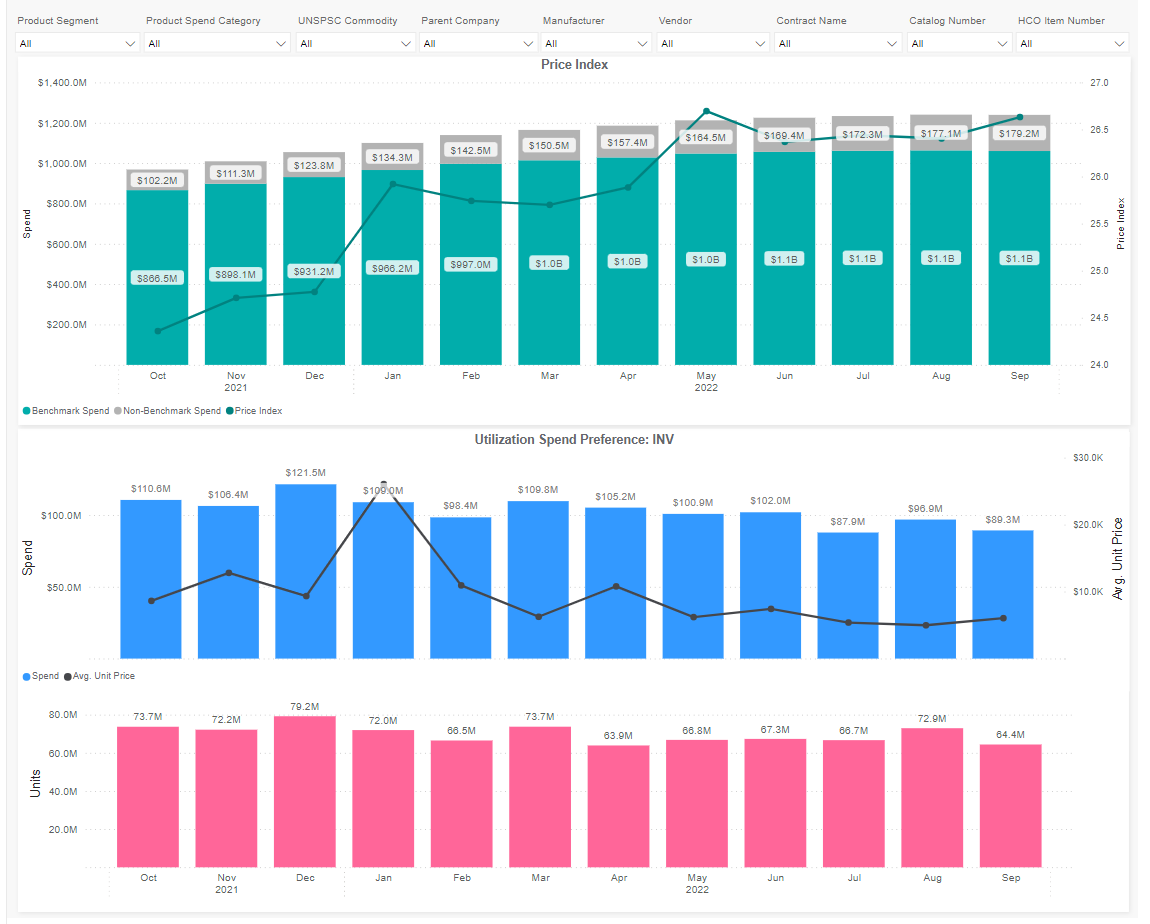 Product Segment Product Spend Category UNSPSC Commodity Parent Company Manufacturer Vendor Contract Name Catalog Number HCO Item Number
All All All All All All All All All
Price Index
$1,400.0M 27.0
$1,200.0M 26.5
$1,000.0M 26.0
$800.0M 25.5
$600.0M 25.0
$400.0M 24.5
$200.0M 24.0
Spend
Price Index
$102.2M $111.3M $123.8M $134.3M $142.5M $150.5M $157.4M $164.5M $169.4M $172.3M $177.1M $179.2M
$866.5M $898.1M $931.2M $966.2M $997.0M $1.0B $1.0B $1.0B $1.1B $1.1B $1.1B $1.1B
Oct Nov Dec Jan Feb Mar Apr May Jun Jul Aug Sep
2021 2022
Benchmark Spend Non-Benchmark Spend Price Index
Utilization Spend Preference: INV
$30.0K
$100.0M $20.0K
$50.0M $10.0K
Spend
Avg. Unit Price
$110.6M $106.4M $121.5M $109.0M $98.4M $109.8M $105.2M $100.9M $102.0M $87.9M $96.9M $89.3M
Spend Avg. Unit Price
80.0M
60.0M
40.0M
20.0M
Units
73.7M 72.2M 79.2M 72.0M 66.5M 73.7M 63.9M 66.8M 67.3M 66.7M 72.9M 64.4M
Oct Nov Dec Jan Feb Mar Apr May Jun Jul Aug Sep
2021 2022